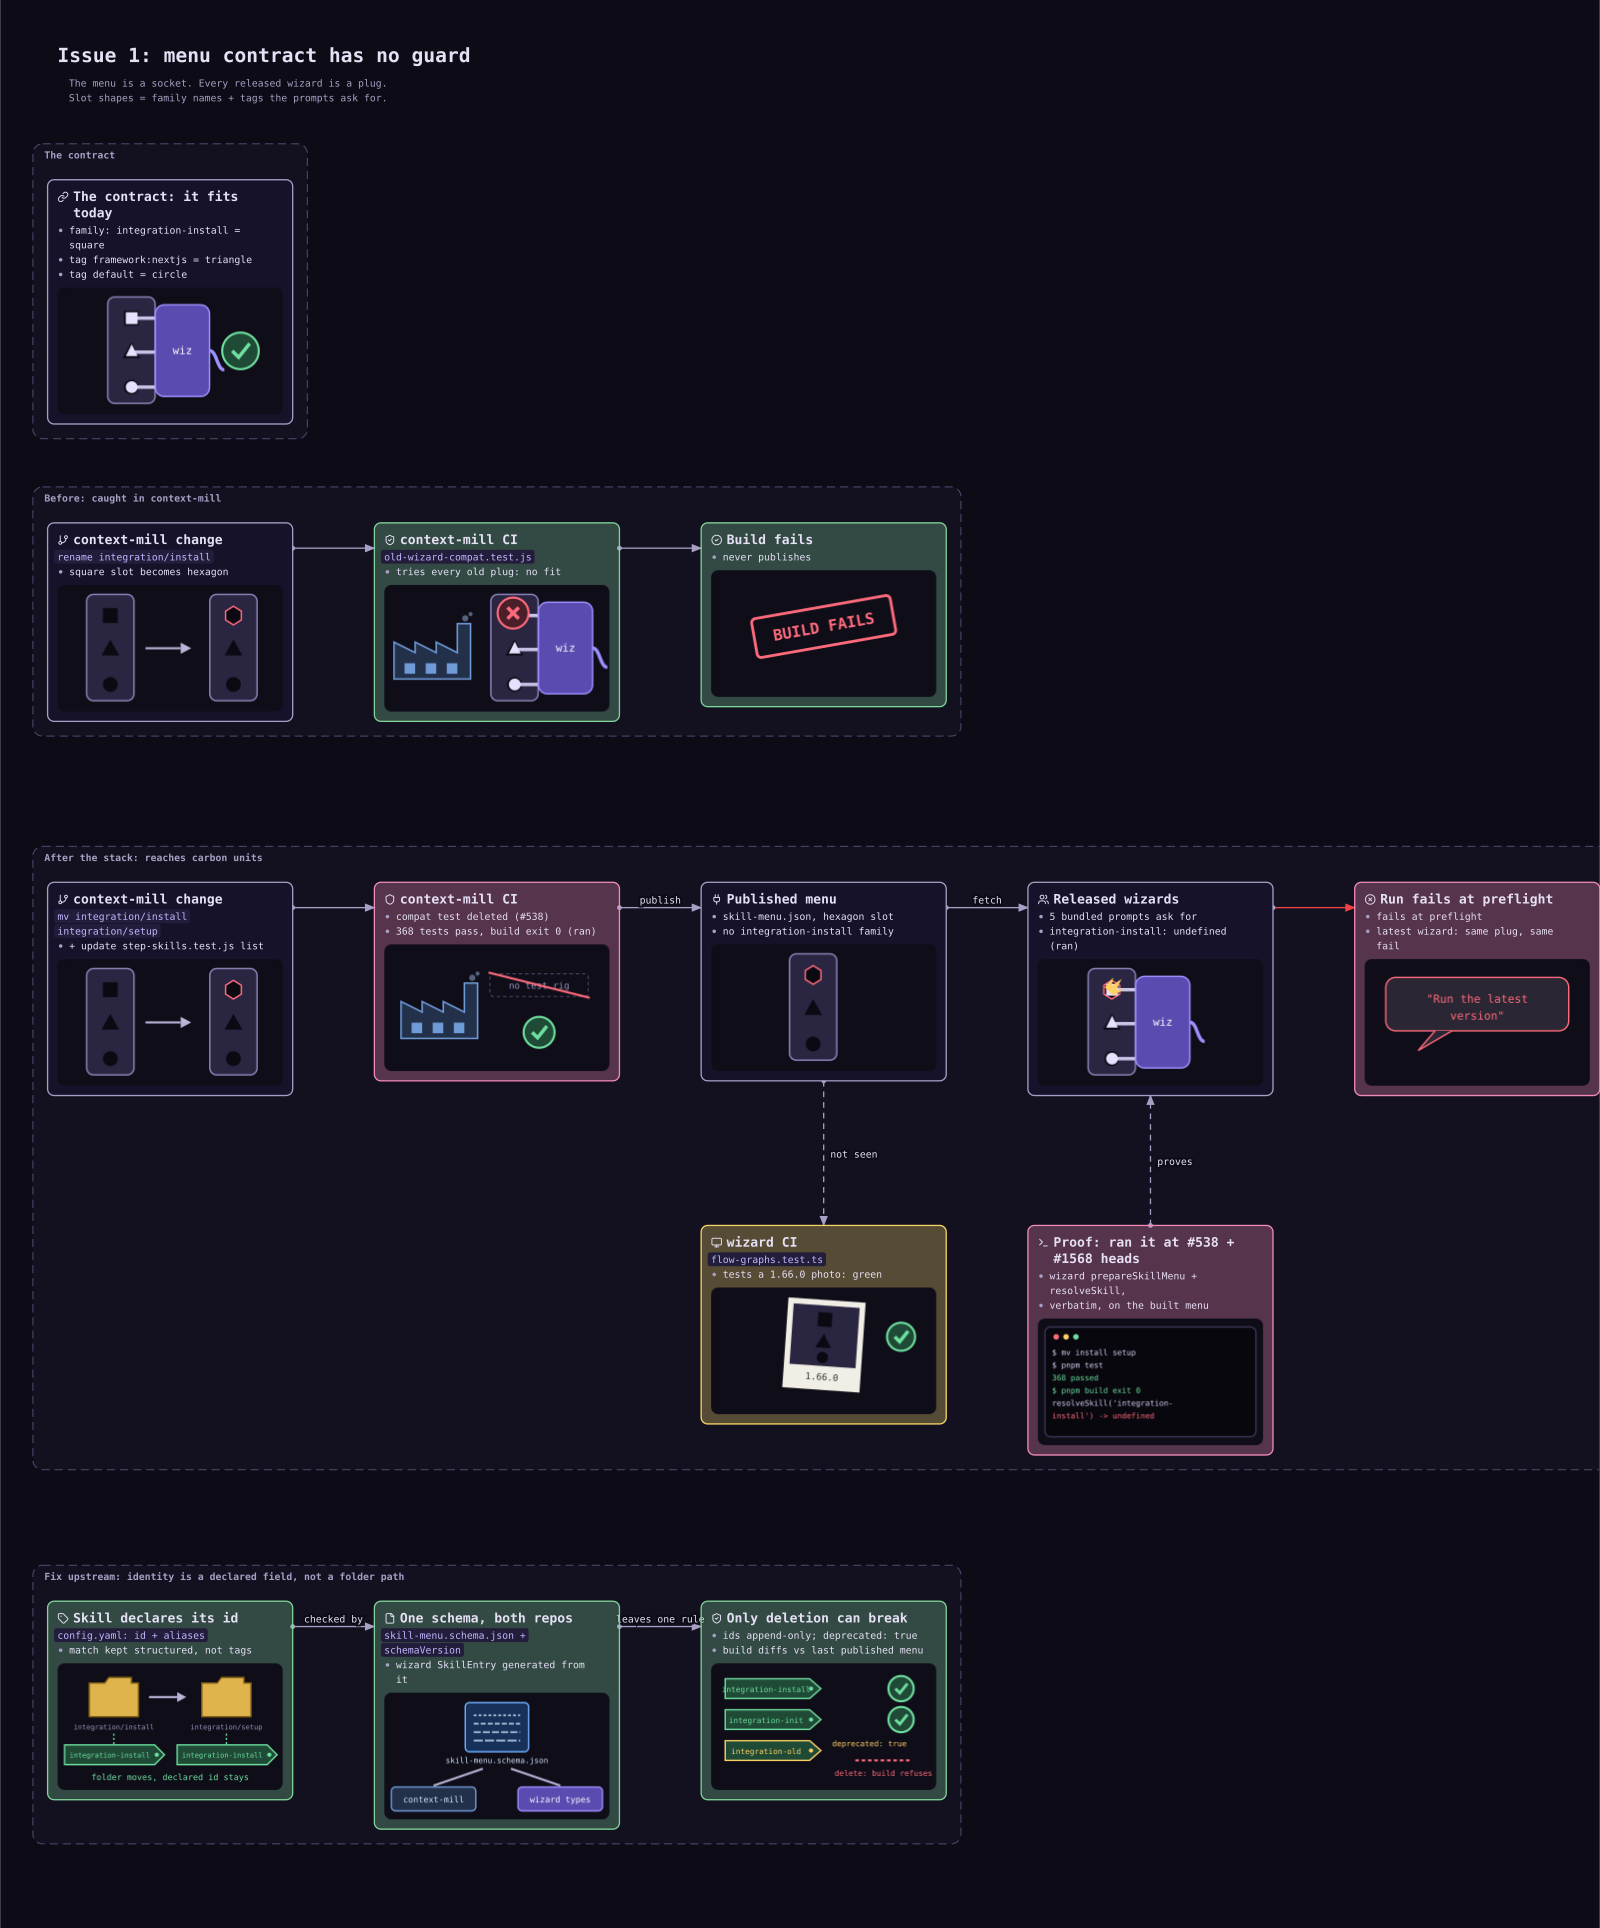 Issue 1: menu contract has no guard
The menu is a socket. Every released wizard is a plug.
Slot shapes = family names + tags the prompts ask for.
The contract
The contract: it fits
today
• family: integration-install =
square
• tag framework:nextjs = triangle
• tag default = circle
wiz
Before: caught in context-mill
context-mill change
rename integration/install
• square slot becomes hexagon
context-mill CI
old-wizard-compat.test.js
• tries every old plug: no fit
wiz
Build fails
• never publishes
BUILD FAILS
After the stack: reaches carbon units
context-mill change
mv integration/install
integration/setup
• + update step-skills.test.js list
context-mill CI
• compat test deleted (#538)
• 368 tests pass, build exit 0 (ran)
no test rig
publish
Published menu
• skill-menu.json, hexagon slot
• no integration-install family
fetch
Released wizards
• 5 bundled prompts ask for
• integration-install: undefined
(ran)
wiz
Run fails at preflight
• fails at preflight
• latest wizard: same plug, same
fail
"Run the latest
version"
not seen
proves
wizard CI
flow-graphs.test.ts
• tests a 1.66.0 photo: green
1.66.0
Proof: ran it at #538 +
#1568 heads
• wizard prepareSkillMenu +
resolveSkill,
• verbatim, on the built menu
$ mv install setup
$ pnpm test
368 passed
$ pnpm build exit 0
resolveSkill('integration-
install') -> undefined
Fix upstream: identity is a declared field, not a folder path
Skill declares its id
config.yaml: id + aliases
• match kept structured, not tags
integration/install
integration/setup
integration-install
integration-install
folder moves, declared id stays
checked by
One schema, both repos
skill-menu.schema.json +
schemaVersion
• wizard SkillEntry generated from
it
skill-menu.schema.json
context-mill
wizard types
leaves one rule
Only deletion can break
• ids append-only; deprecated: true
• build diffs vs last published menu
integration-install
integration-init
integration-old
deprecated: true
delete: build refuses